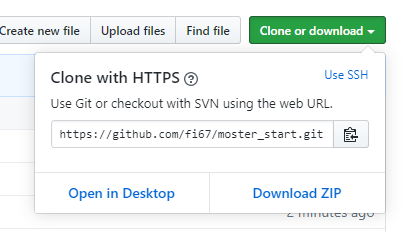 Create new file Upload files Find file Clone or download
Clone with HTTPS Use SSH
Use Git or checkout with SVN using the web URL.
https://github.com/fi67/moster_start.git
Open in Desktop Download ZIP
2 minutes ago